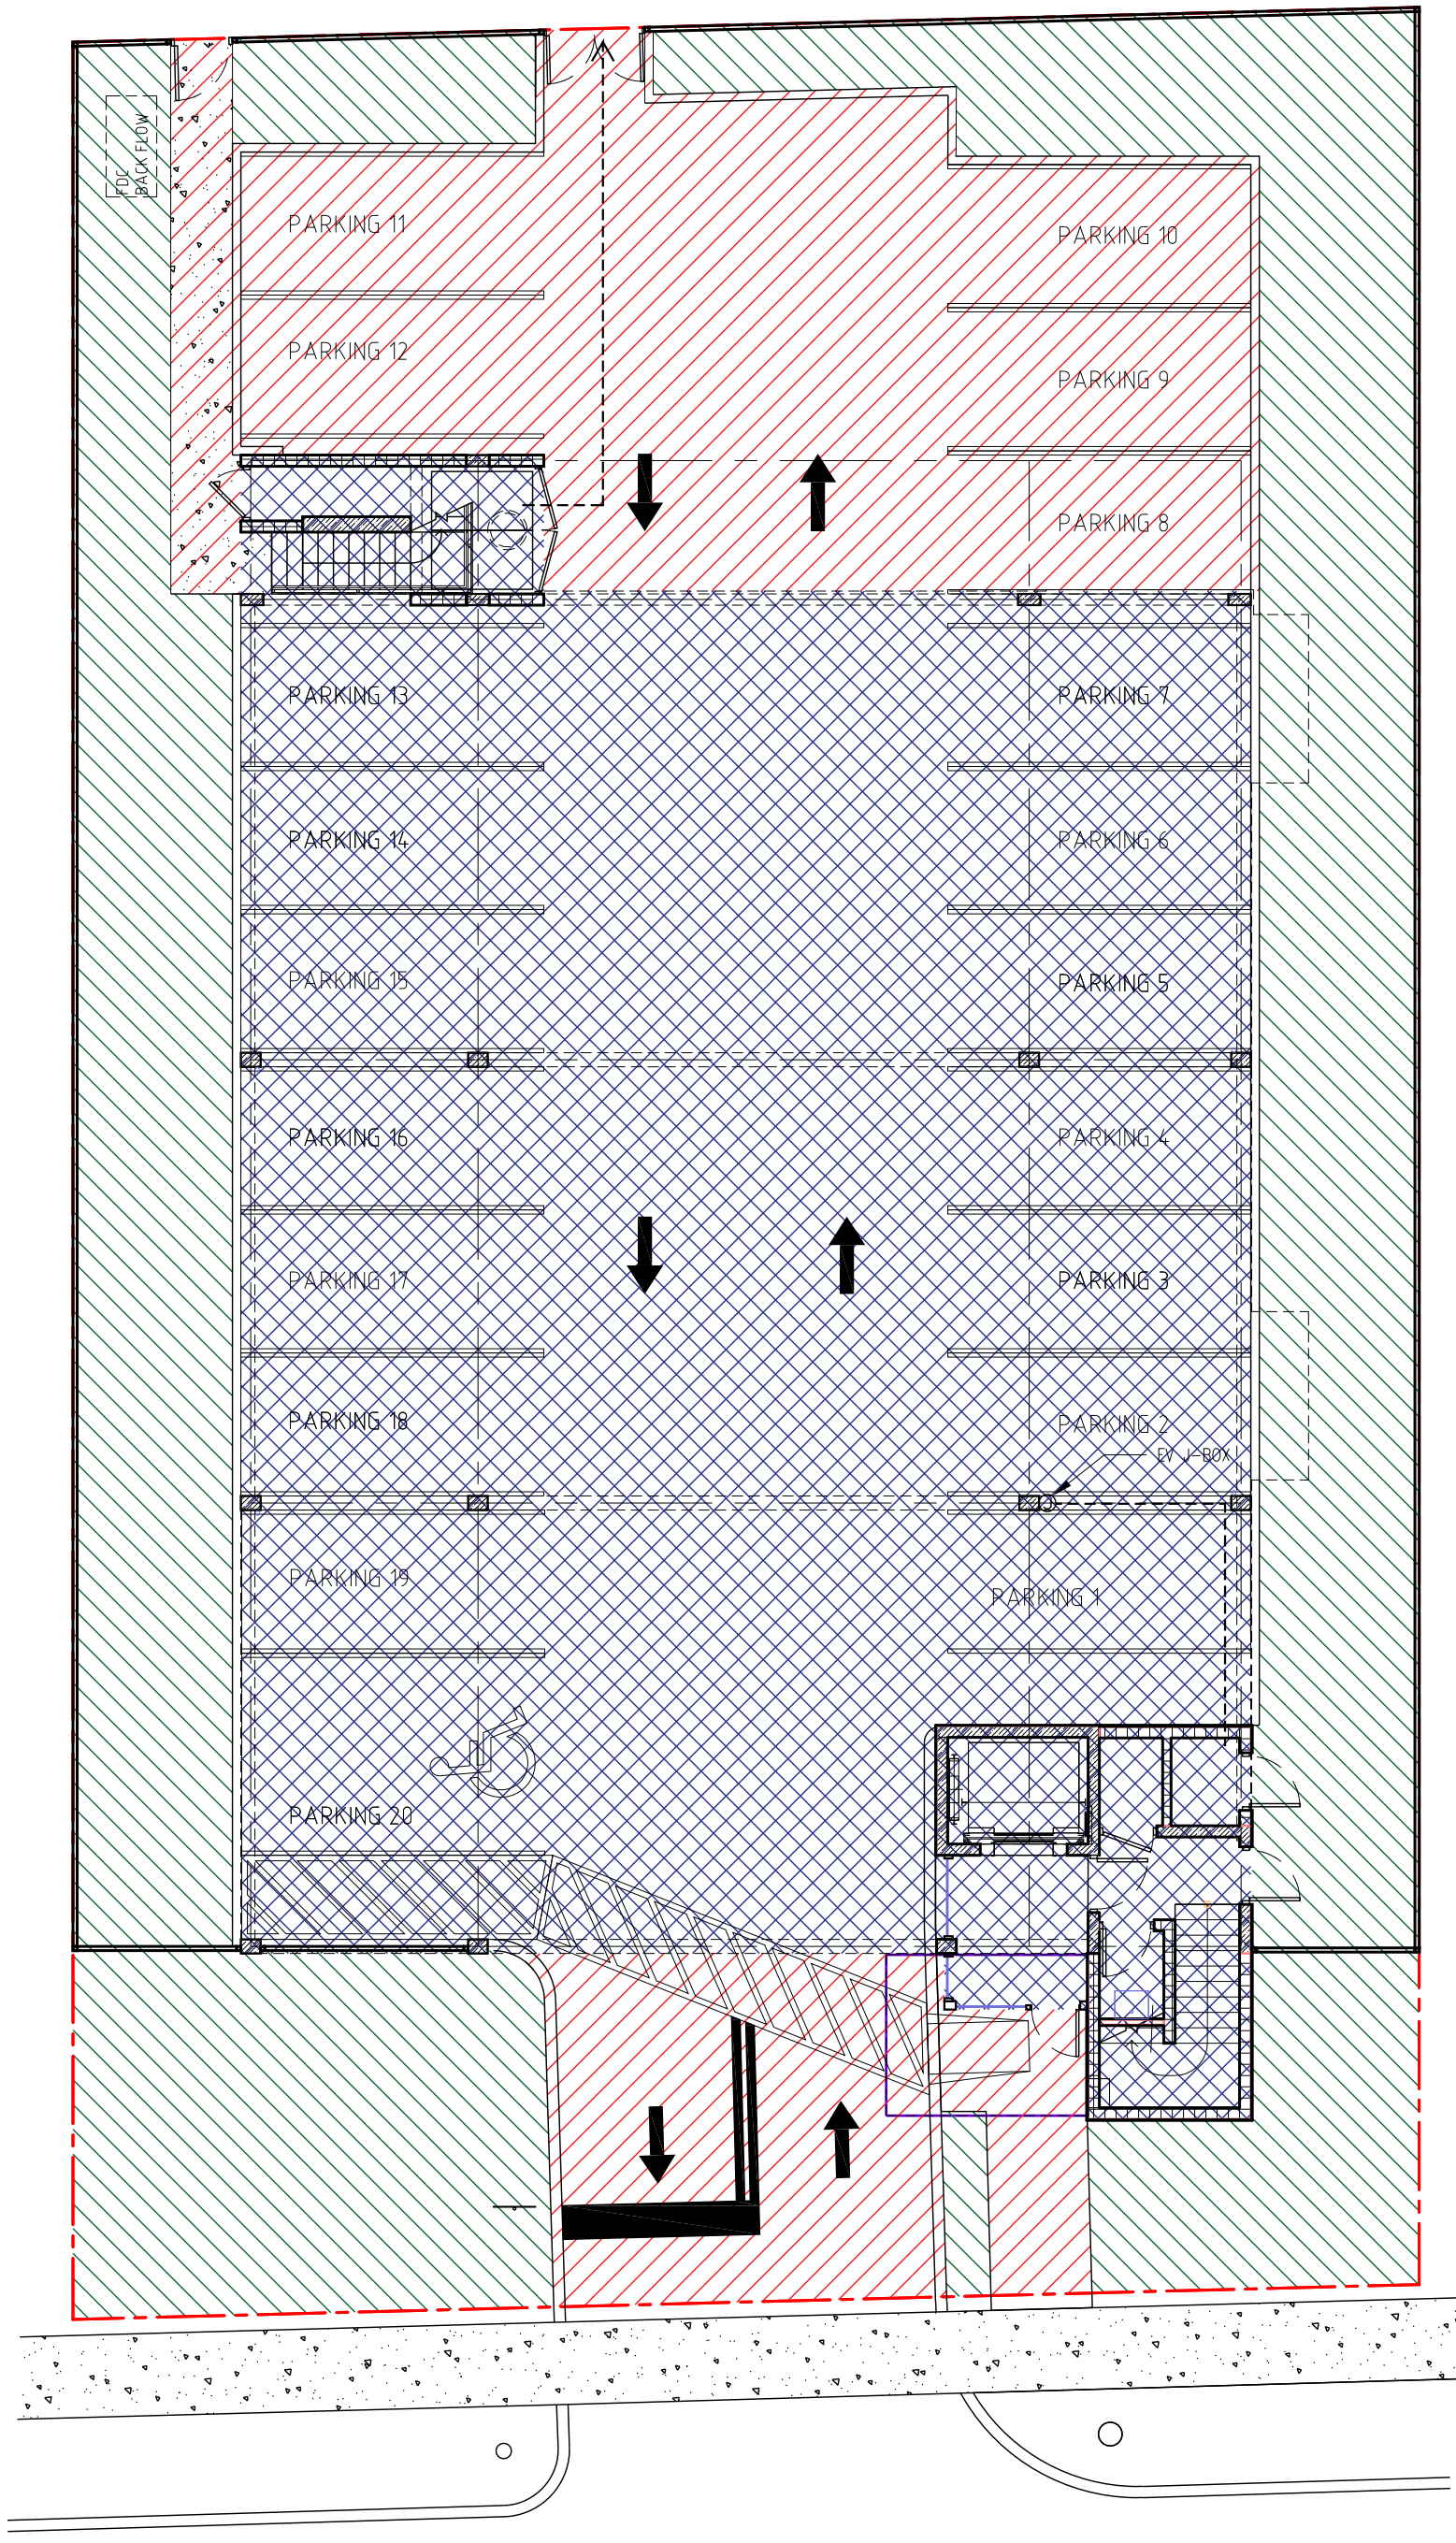 FDC
BACK FLOW
PARKING 11
PARKING 10
PARKING 12
PARKING 9
PARKING 8
PARKING 13
PARKING 7
PARKING 14
PARKING 6
PARKING 15
PARKING 5
PARKING 16
PARKING 4
PARKING 17
PARKING 3
PARKING 18
PARKING 2
EV J-BOX
PARKING 19
PARKING 1
PARKING 20